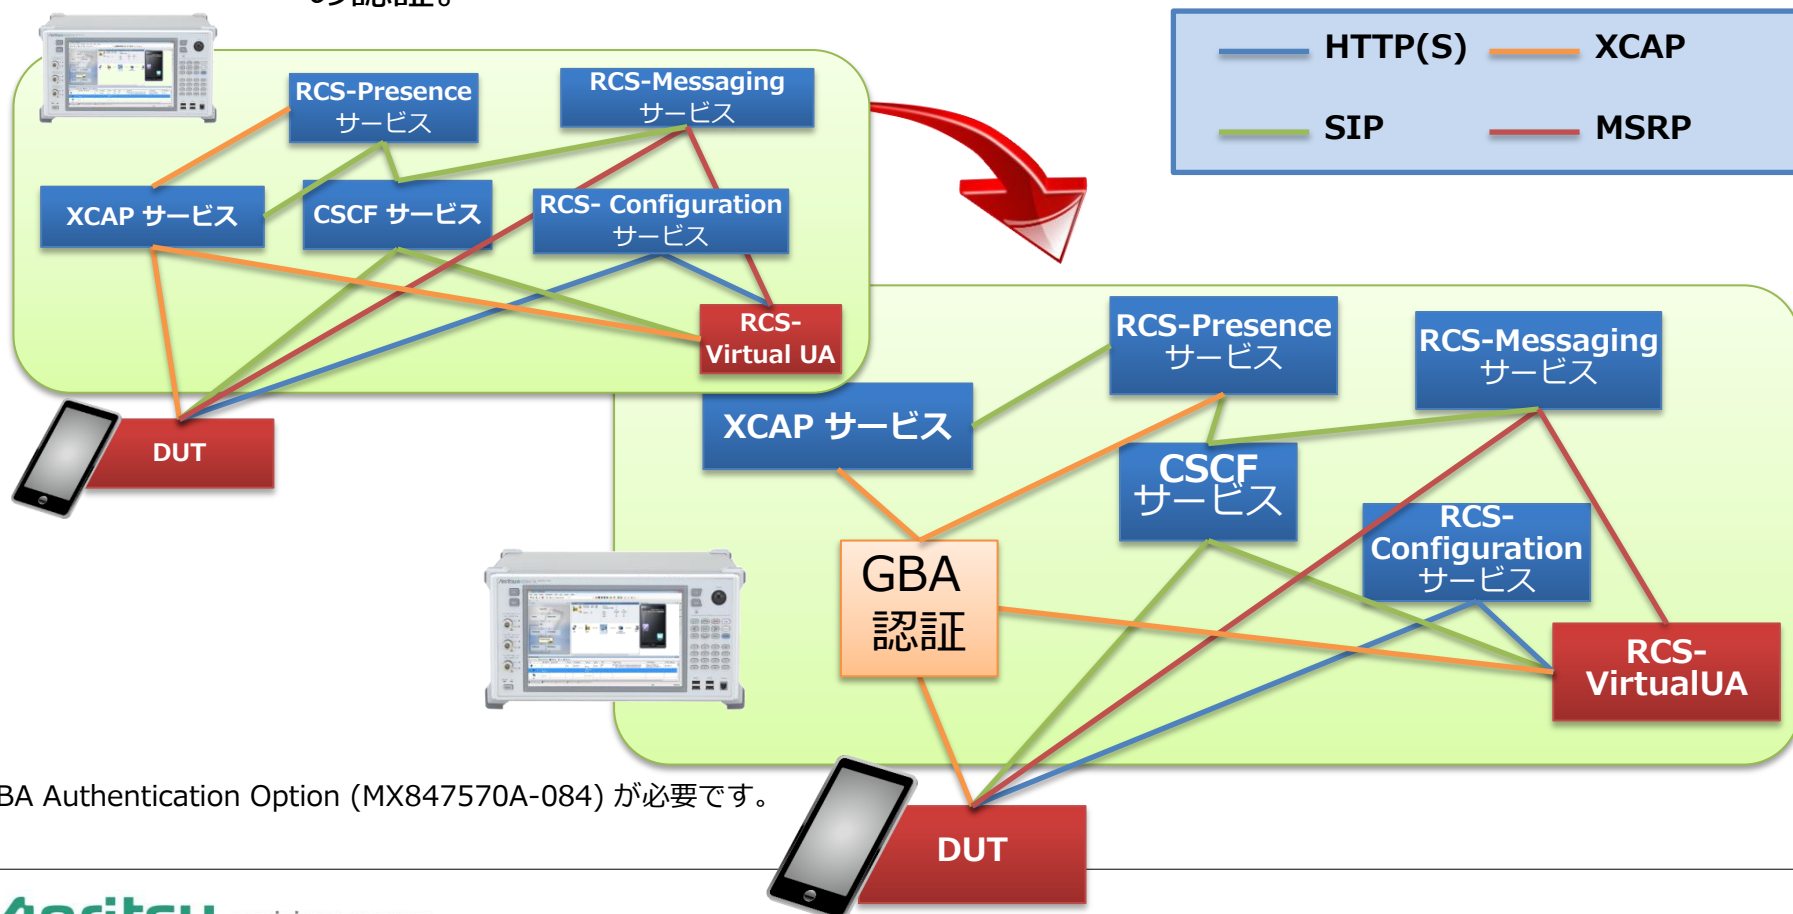 の認証。
HTTP(S)
XCAP
SIP
MSRP
RCS-Presence
サービス
RCS-Messaging
サービス
XCAP サービス
CSCF サービス
RCS- Configuration
サービス
RCS-
Virtual UA
DUT
RCS-Presence
サービス
RCS-Messaging
サービス
XCAP サービス
CSCF
サービス
RCS-
Configuration
サービス
GBA
認証
RCS-
VirtualUA
BA Authentication Option (MX847570A-084) が必要です。
DUT
Anritsu